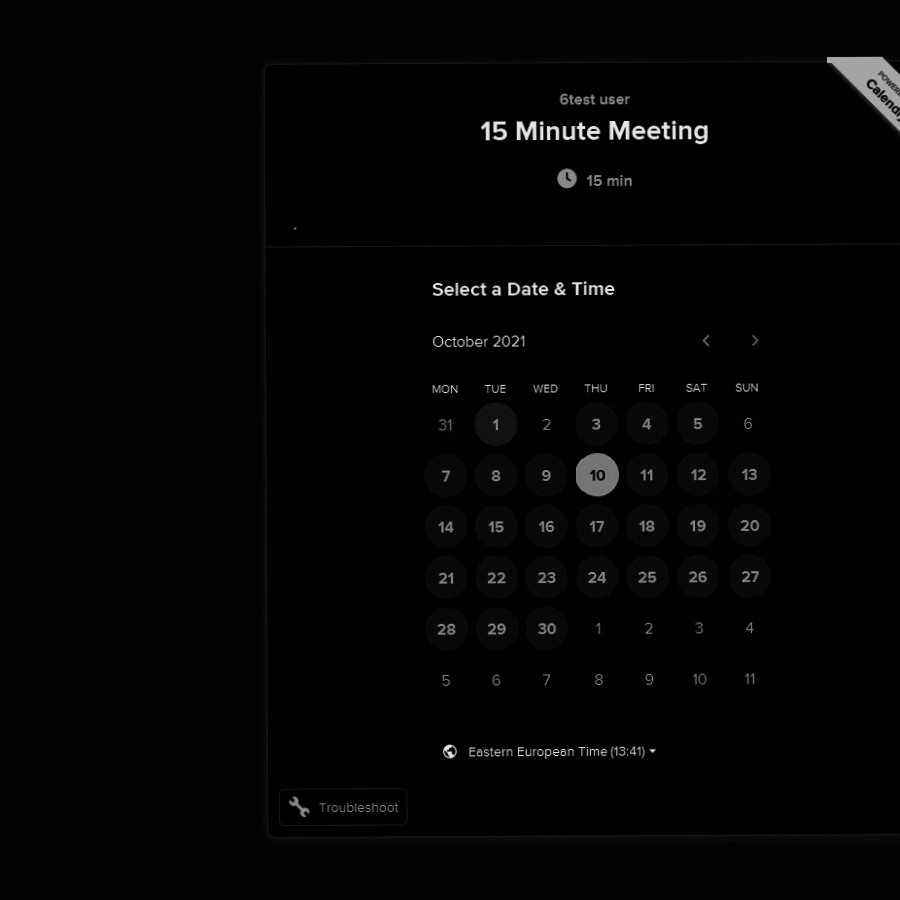 POWERED
Calendly
6test user
15 Minute Meeting
15 min
Select a Date & Time
October 2021
MON TUE WED THU FRI SAT SUN
31 1 2 3 4 5 6
7 8 9 10 11 12 13
14 15 16 17 18 19 20
21 22 23 24 25 26 27
28 29 30 1 2 3 4
5 6 7 8 9 10 11
Eastern European Time (13:41)
Troubleshoot